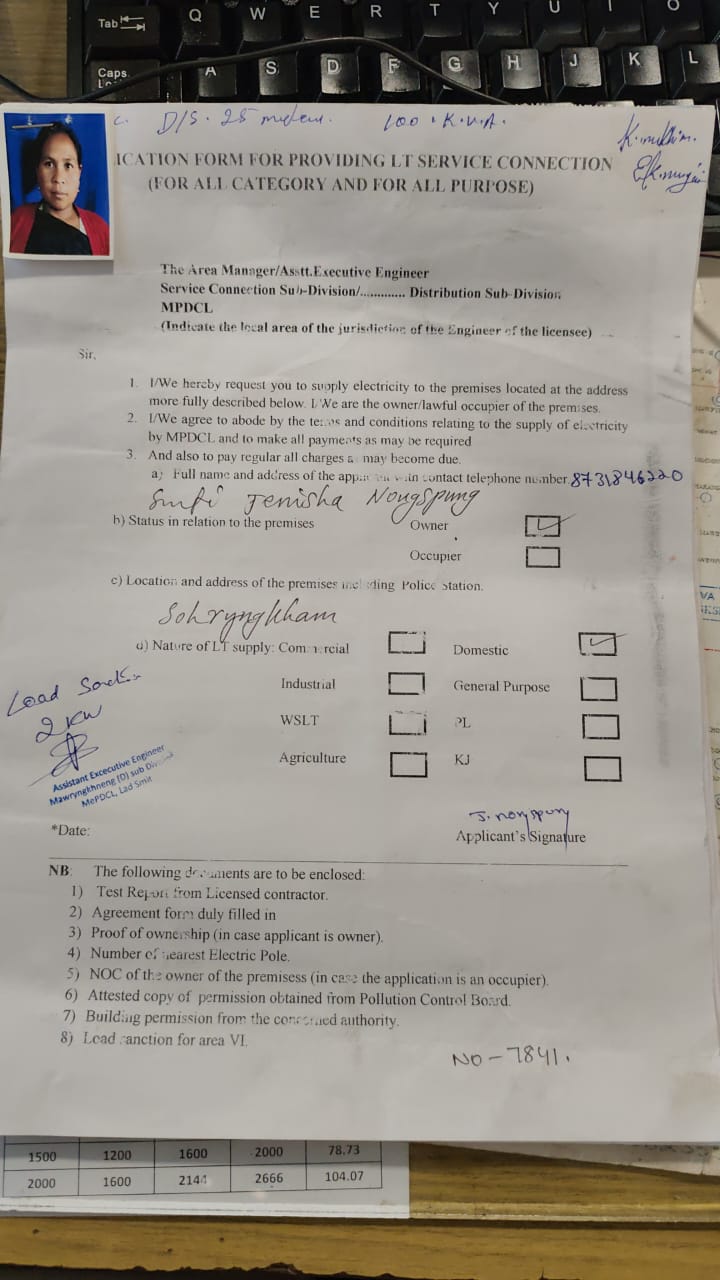 Tab Q W E R T Y U I O
Caps A S D F G H J K L
D/S. 25 meters. 100. K.V.A.
K. mukhim.
ICATION FORM FOR PROVIDING LT SERVICE CONNECTION
(FOR ALL CATEGORY AND FOR ALL PURPOSE)
The Area Manager/Asstt.Executive Engineer
Service Connection Sub-Division/............. Distribution Sub-Division
MPDCL
(Indicate the local area of the jurisdiction of the Engineer of the licensee)
Sir,
1. I/We hereby request you to supply electricity to the premises located at the address
more fully described below. I/We are the owner/lawful occupier of the premises.
2. I/We agree to abode by the terms and conditions relating to the supply of electricity
by MPDCL and to make all payments as may be required
3. And also to pay regular all charges as may become due.
a) Full name and address of the contact telephone number. 8731846220
Smti Jenisha Nongspung
b) Status in relation to the premises Owner
Occupier
c) Location and address of the premises including Police Station.
Sohryngkham
d) Nature of LT supply: Commercial Domestic
Industrial General Purpose
WSLT PL
Agriculture KJ
Load
2 KW
Assistant Excecutive Engineer
Mawryngkhneng (D) sub Division
MePDCL, Lad Smit
J. nongspung
*Date: Applicant's Signature
NB: The following documents are to be enclosed:
1) Test Report from Licensed contractor.
2) Agreement form duly filled in
3) Proof of ownership (in case applicant is owner).
4) Number of nearest Electric Pole.
5) NOC of the owner of the premisess (in case the application is an occupier).
6) Attested copy of permission obtained from Pollution Control Board.
7) Building permission from the concerned authority.
8) Load sanction for area VI.
NO - 7841.
1500 1200 1600 2000 78.73
2000 1600 2144 2666 104.07